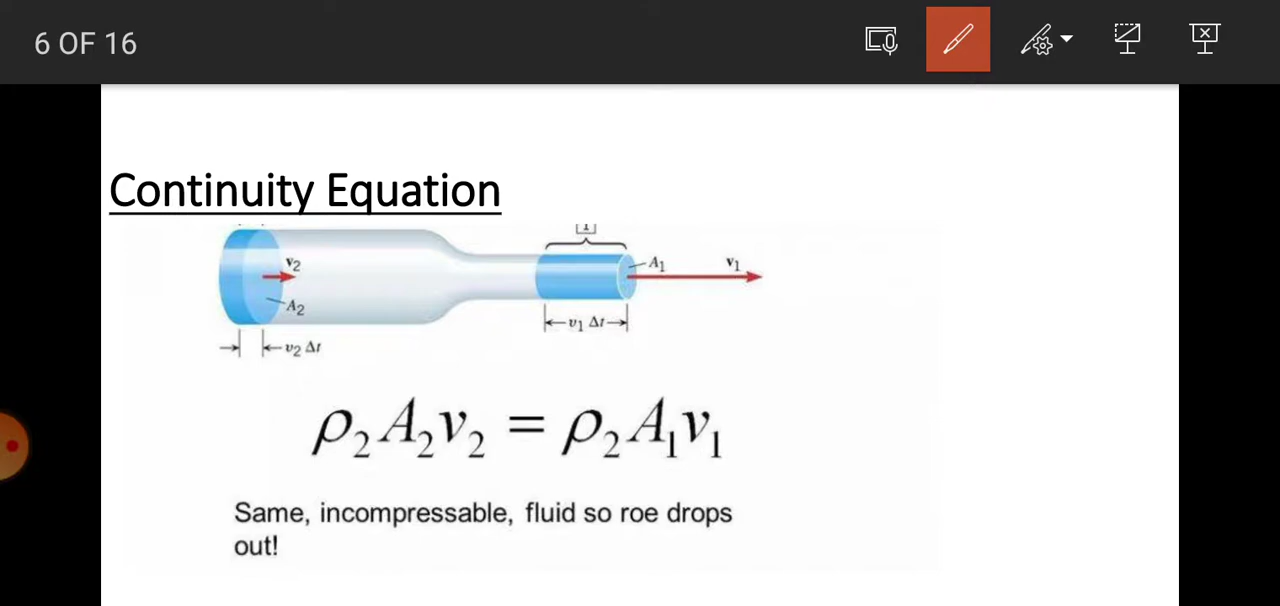 6 OF 16
Continuity Equation
1
v₂
A₁
v₁
A₂
v₁ Δt
v₂ Δt
ρ₂A₂v₂ = ρ₂A₁v₁
Same, incompressable, fluid so roe drops
out!